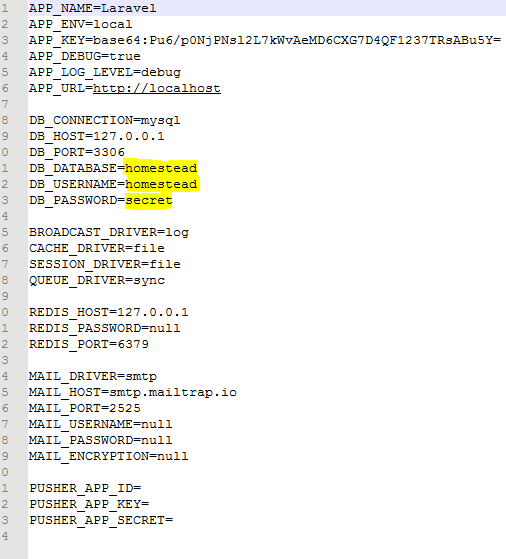 1 APP_NAME=Laravel
2 APP_ENV=local
3 APP_KEY=base64:Pu6/p0NjPNsl2L7kWvAeMD6CXG7D4QF1237TRsABu5Y=
4 APP_DEBUG=true
5 APP_LOG_LEVEL=debug
6 APP_URL=http://localhost
7
8 DB_CONNECTION=mysql
9 DB_HOST=127.0.0.1
0 DB_PORT=3306
1 DB_DATABASE=homestead
2 DB_USERNAME=homestead
3 DB_PASSWORD=secret
4
5 BROADCAST_DRIVER=log
6 CACHE_DRIVER=file
7 SESSION_DRIVER=file
8 QUEUE_DRIVER=sync
9
0 REDIS_HOST=127.0.0.1
1 REDIS_PASSWORD=null
2 REDIS_PORT=6379
3
4 MAIL_DRIVER=smtp
5 MAIL_HOST=smtp.mailtrap.io
6 MAIL_PORT=2525
7 MAIL_USERNAME=null
8 MAIL_PASSWORD=null
9 MAIL_ENCRYPTION=null
0
1 PUSHER_APP_ID=
2 PUSHER_APP_KEY=
3 PUSHER_APP_SECRET=
4